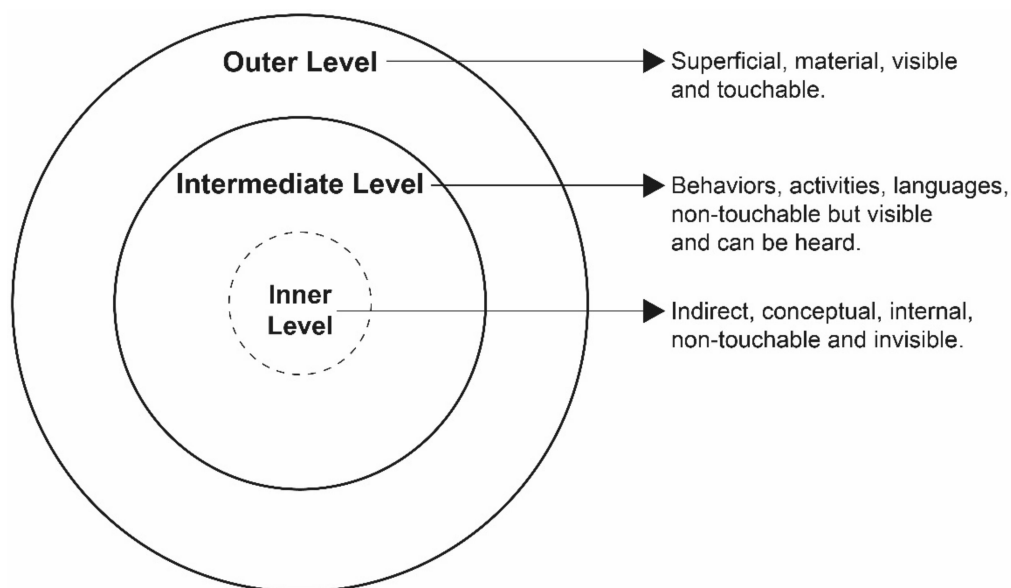 Outer Level
Superficial, material, visible
and touchable.
Intermediate Level
Behaviors, activities, languages,
non-touchable but visible
and can be heard.
Inner
Level
Indirect, conceptual, internal,
non-touchable and invisible.